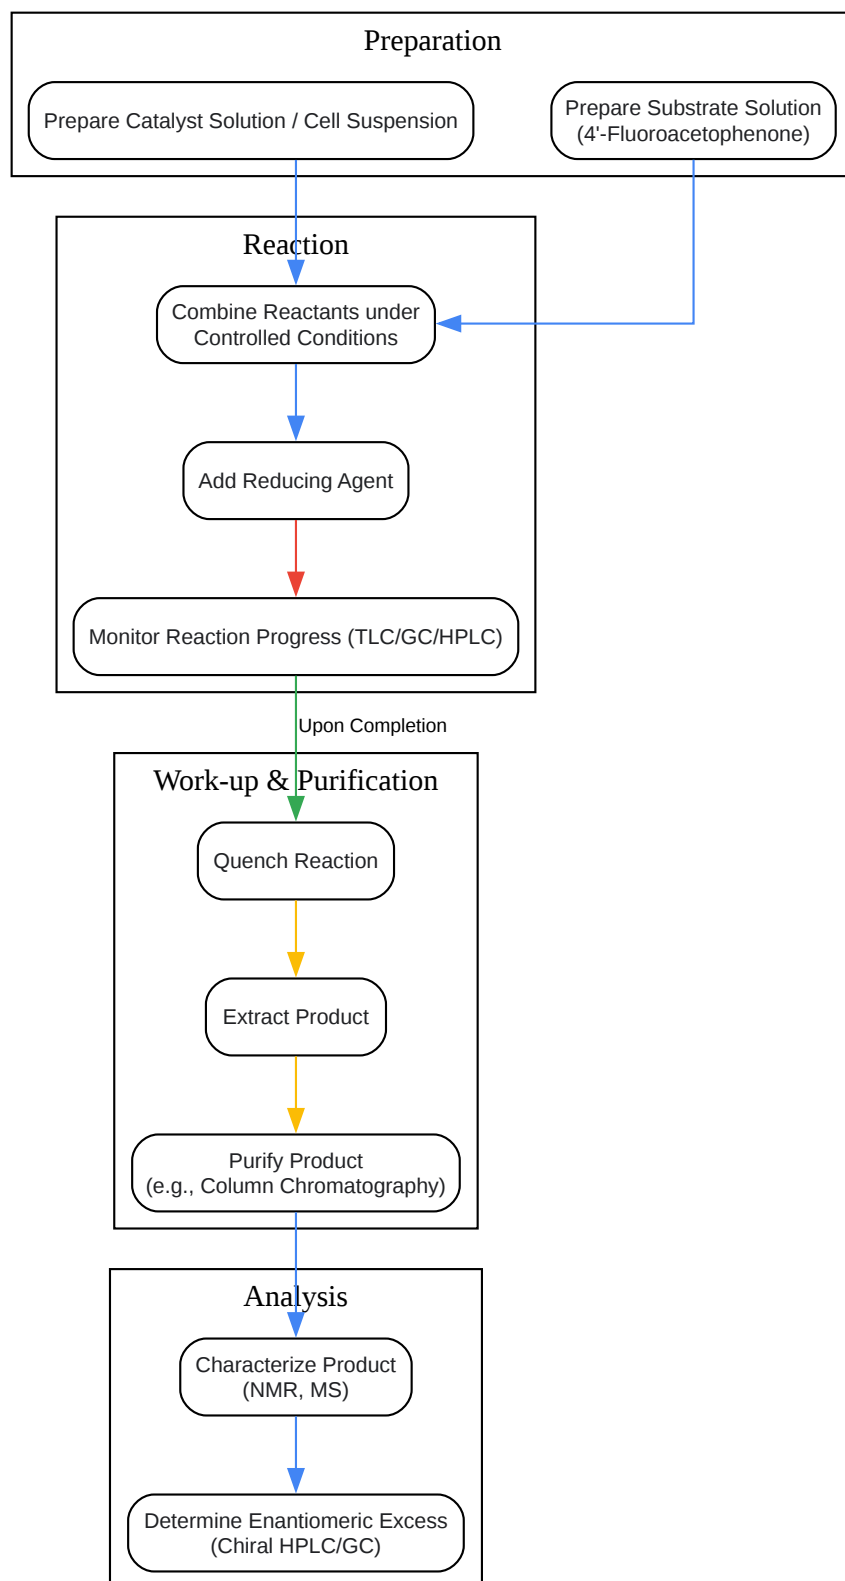 Preparation
Prepare Catalyst Solution / Cell Suspension
Prepare Substrate Solution
(4'-Fluoroacetophenone)
Reaction
Combine Reactants under
Controlled Conditions
Add Reducing Agent
Monitor Reaction Progress (TLC/GC/HPLC)
Upon Completion
Work-up & Purification
Quench Reaction
Extract Product
Purify Product
(e.g., Column Chromatography)
Analysis
Characterize Product
(NMR, MS)
Determine Enantiomeric Excess
(Chiral HPLC/GC)